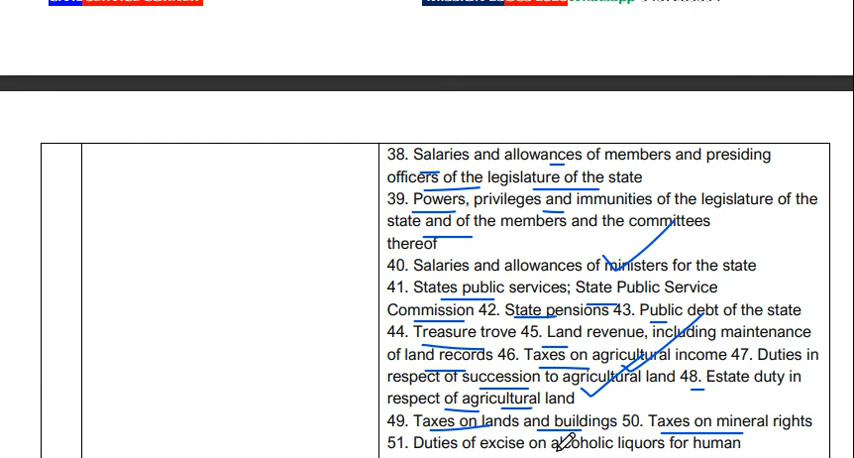 38. Salaries and allowances of members and presiding
officers of the legislature of the state
39. Powers, privileges and immunities of the legislature of the
state and of the members and the committees
thereof
40. Salaries and allowances of ministers for the state
41. States public services; State Public Service
Commission 42. State pensions 43. Public debt of the state
44. Treasure trove 45. Land revenue, including maintenance
of land records 46. Taxes on agricultural income 47. Duties in
respect of succession to agricultural land 48. Estate duty in
respect of agricultural land
49. Taxes on lands and buildings 50. Taxes on mineral rights
51. Duties of excise on alcoholic liquors for human